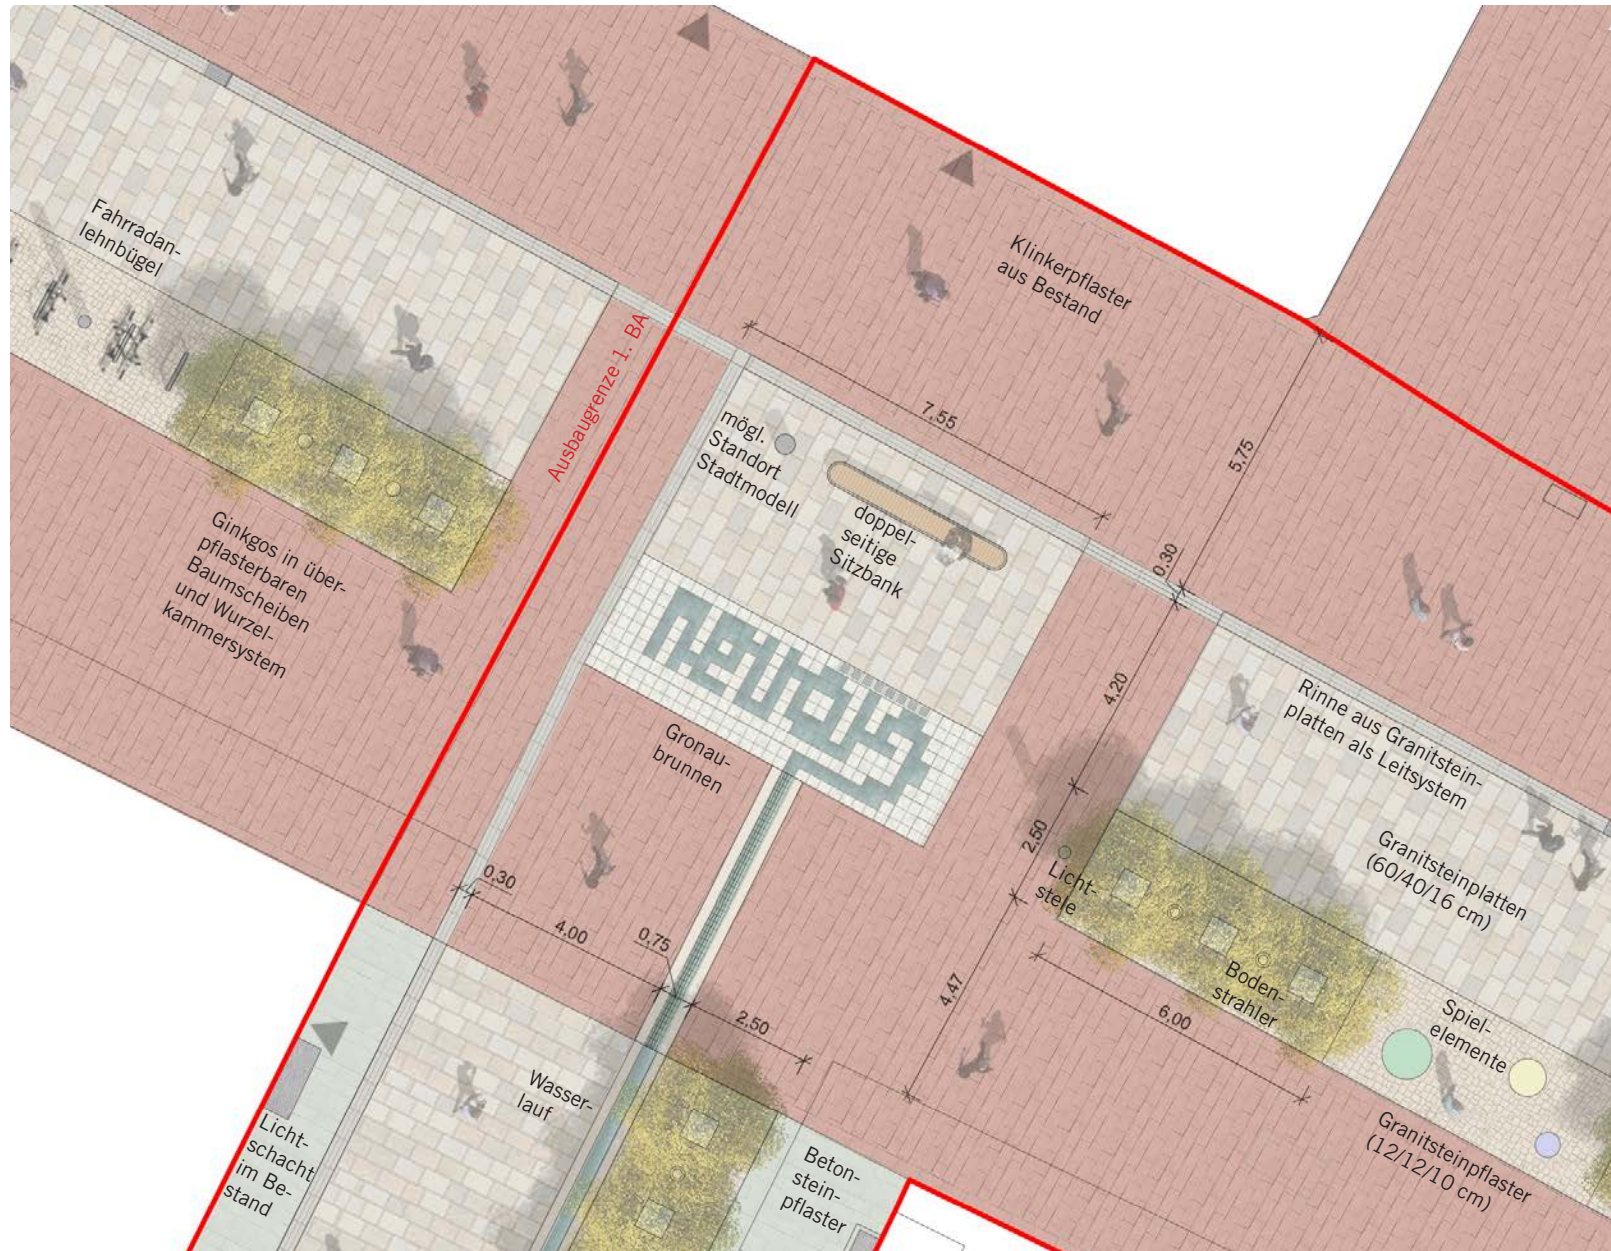 Fahrradan-
lehnbügel
Klinkerpflaster
aus Bestand
Ausbaugrenze 1. BA
7,55
5,75
mögl.
Standort
Stadtmodell
doppel-
seitige
Sitzbank
Ginkgos in über-
pflasterbaren
Baumscheiben
und Wurzel-
kammersystem
0,30
4,20
Rinne aus Granitstein-
platten als Leitsystem
Gronau-
brunnen
2,50
Licht-
stele
Granitsteinplatten
(60/40/16 cm)
0,30
4,00
0,75
2,50
4,47
Boden-
strahler
6,00
Spiel-
elemente
Wasser-
lauf
Licht-
schacht
im Be-
stand
Beton-
stein-
pflaster
Granitsteinpflaster
(12/12/10 cm)